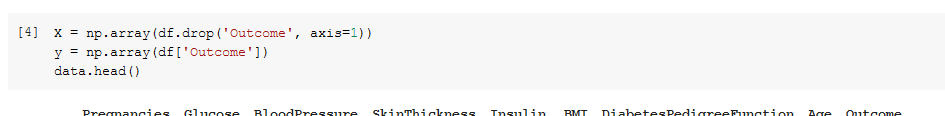 [4] X = np.array(df.drop('Outcome', axis=1))
y = np.array(df['Outcome'])
data.head()
Pregnancies Glucose BloodPressure SkinThickness Insulin BMI DiabetesPedigreeFunction Age Outcome